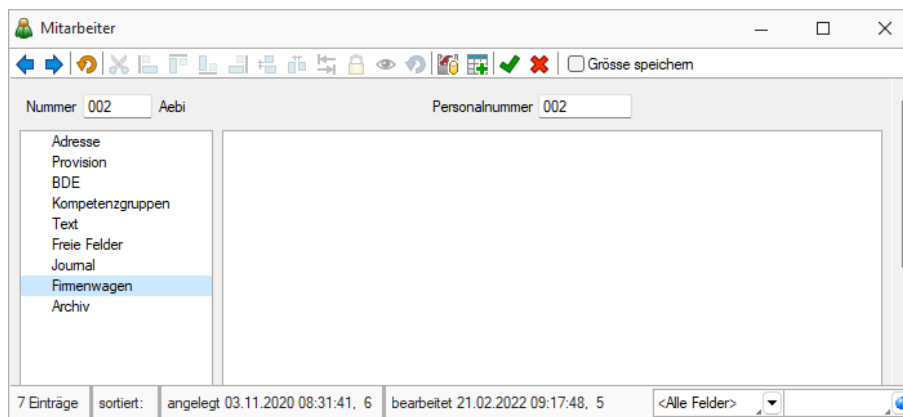 Mitarbeiter
Grösse speichern
Nummer 002 Aebi Personalnummer 002
Adresse
Provision
BDE
Kompetenzgruppen
Text
Freie Felder
Journal
Firmenwagen
Archiv
7 Einträge sortiert: angelegt 03.11.2020 08:31:41, 6 bearbeitet 21.02.2022 09:17:48, 5 <Alle Felder>